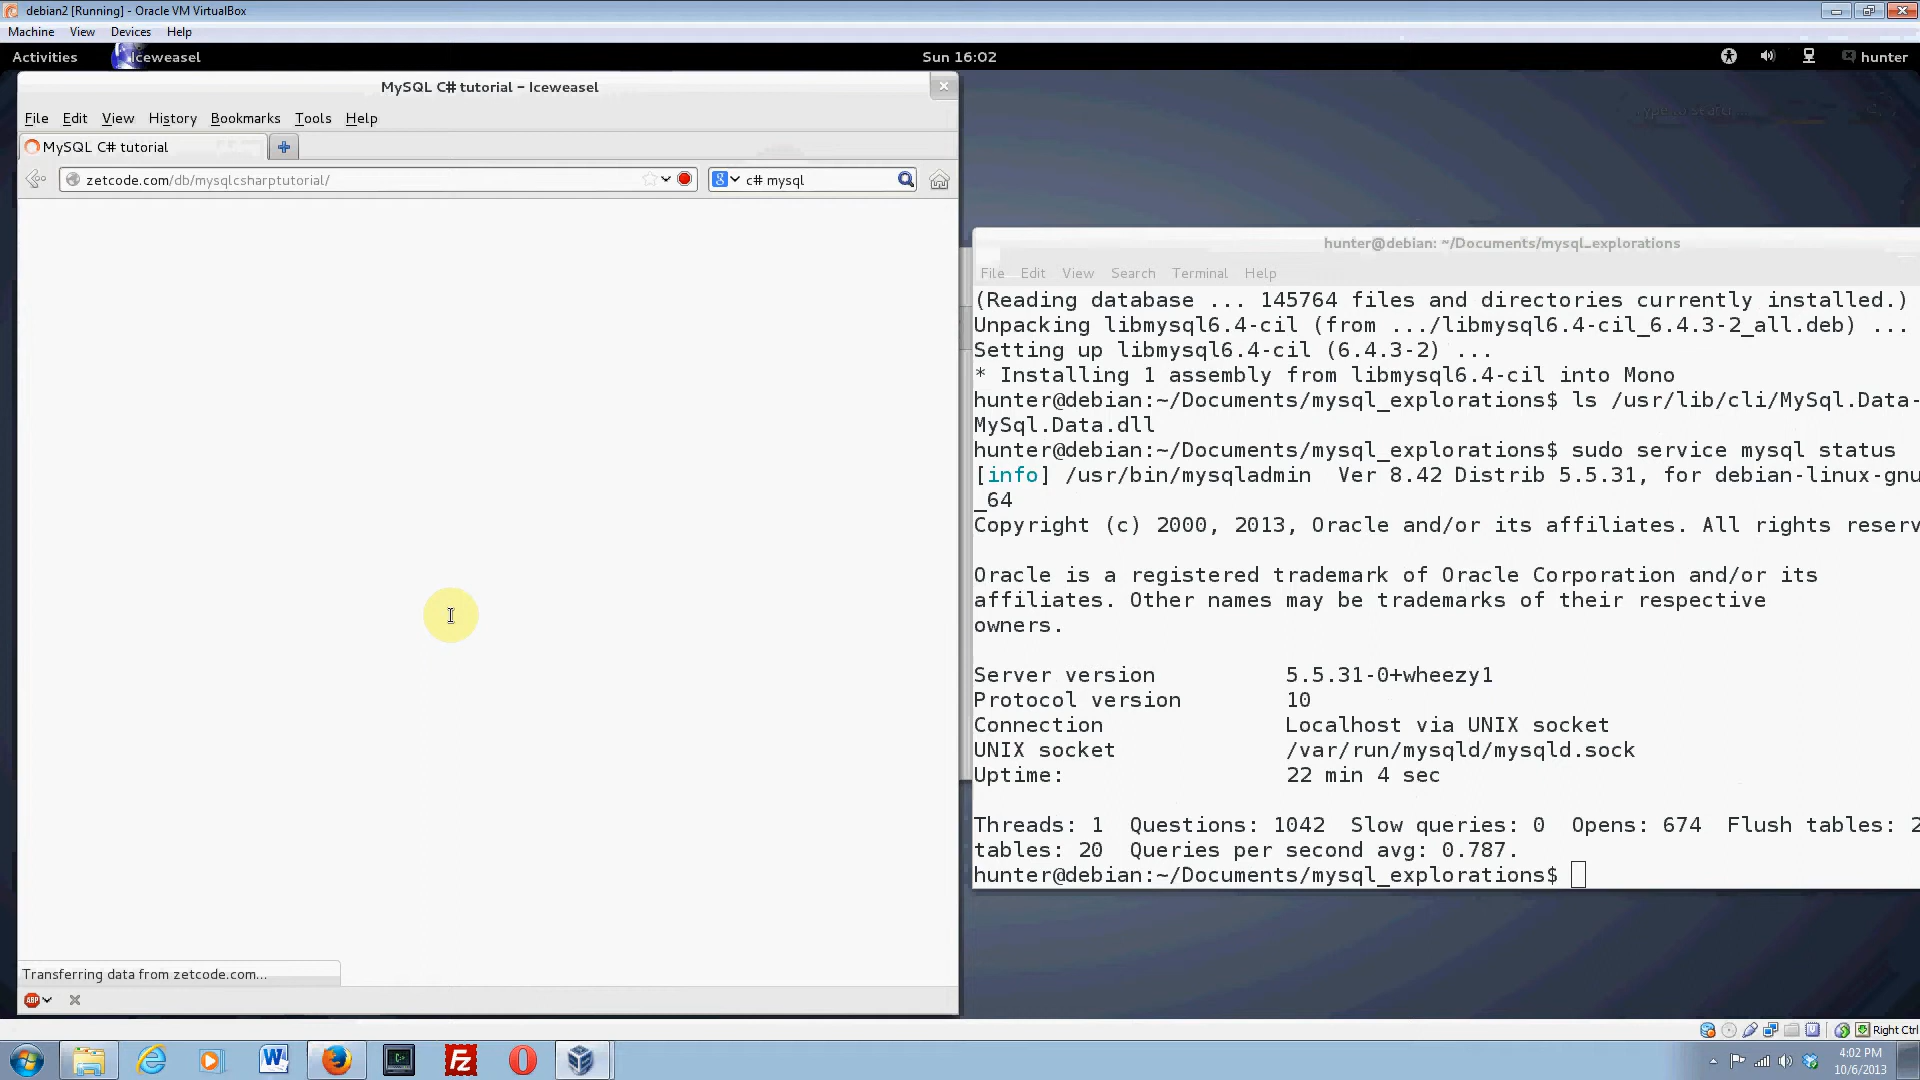 debian2 [Running] - Oracle VM VirtualBox
Machine View Devices Help
Activities Iceweasel Sun 16:02 hunter
MySQL C# tutorial - Iceweasel
File Edit View History Bookmarks Tools Help
MySQL C# tutorial
zetcode.com/db/mysqlcsharptutorial/ c# mysql
Transferring data from zetcode.com...
ABP
hunter@debian: ~/Documents/mysql_explorations
File Edit View Search Terminal Help
(Reading database ... 145764 files and directories currently installed.)
Unpacking libmysql6.4-cil (from .../libmysql6.4-cil_6.4.3-2_all.deb) ...
Setting up libmysql6.4-cil (6.4.3-2) ...
* Installing 1 assembly from libmysql6.4-cil into Mono
hunter@debian:~/Documents/mysql_explorations$ ls /usr/lib/cli/MySql.Data-
MySql.Data.dll
hunter@debian:~/Documents/mysql_explorations$ sudo service mysql status
[info] /usr/bin/mysqladmin  Ver 8.42 Distrib 5.5.31, for debian-linux-gnu
_64
Copyright (c) 2000, 2013, Oracle and/or its affiliates. All rights reserv
Oracle is a registered trademark of Oracle Corporation and/or its
affiliates. Other names may be trademarks of their respective
owners.
Server version 5.5.31-0+wheezy1
Protocol version 10
Connection Localhost via UNIX socket
UNIX socket /var/run/mysqld/mysqld.sock
Uptime: 22 min 4 sec
Threads: 1  Questions: 1042  Slow queries: 0  Opens: 674  Flush tables: 2
tables: 20  Queries per second avg: 0.787.
hunter@debian:~/Documents/mysql_explorations$
Right Ctrl
4:02 PM
10/6/2013